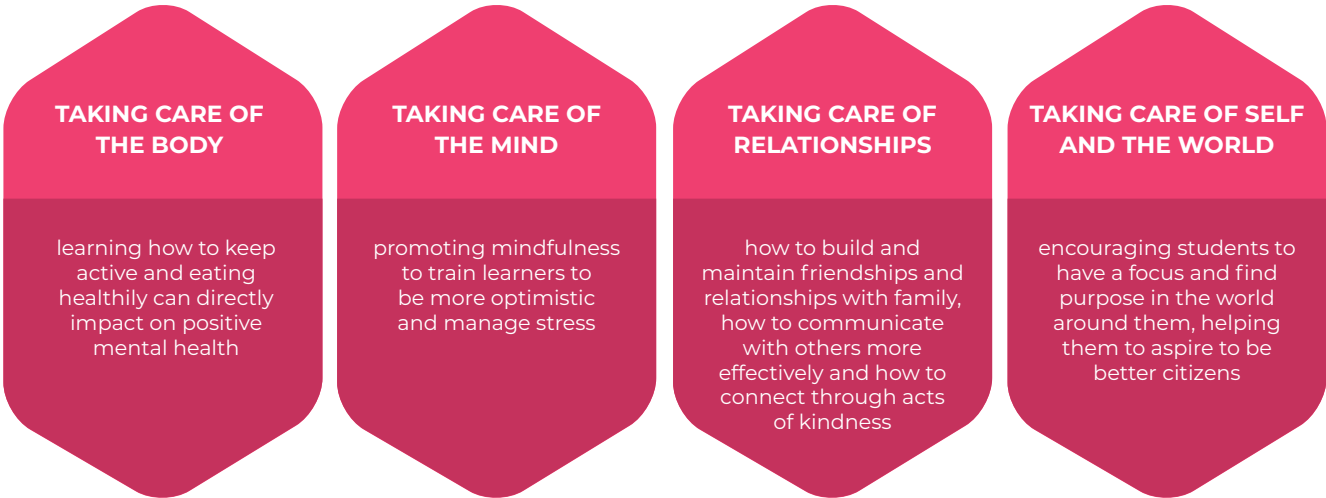 TAKING CARE OF
THE BODY
learning how to keep
active and eating
healthily can directly
impact on positive
mental health
TAKING CARE OF
THE MIND
promoting mindfulness
to train learners to
be more optimistic
and manage stress
TAKING CARE OF
RELATIONSHIPS
how to build and
maintain friendships and
relationships with family,
how to communicate
with others more
effectively and how to
connect through acts
of kindness
TAKING CARE OF SELF
AND THE WORLD
encouraging students to
have a focus and find
purpose in the world
around them, helping
them to aspire to be
better citizens